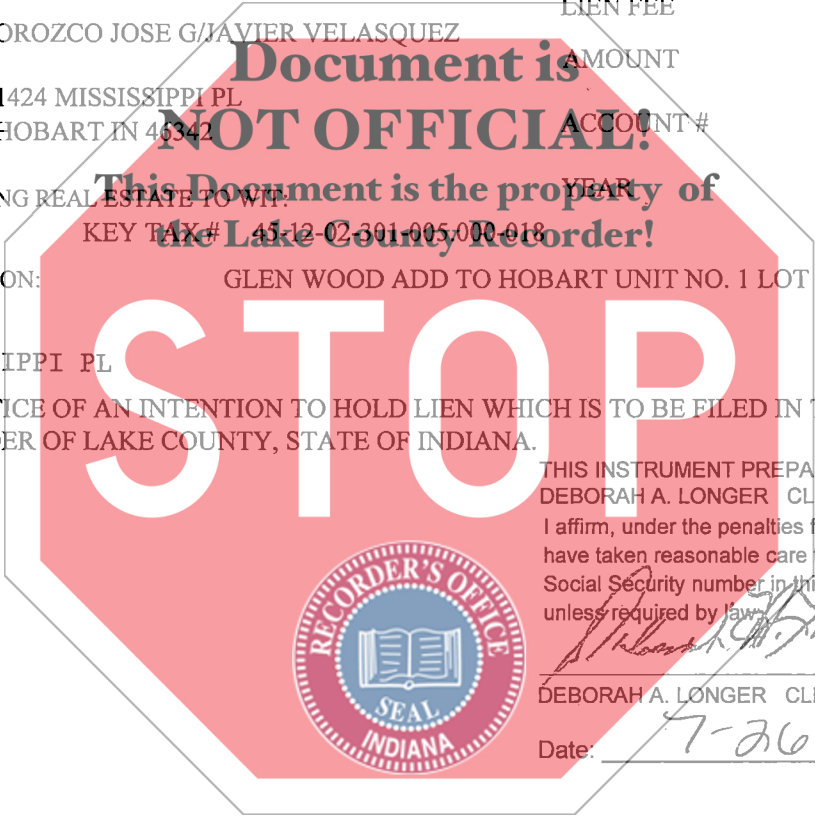 LIEN FEE
OROZCO JOSE G/JAVIER VELASQUEZ
Document is
AMOUNT
1424 MISSISSIPPI PL
HOBART IN 46342
NOT OFFICIAL!
ACCOUNT #
NG REAL ESTATE TO WIT:
This Document is the property of
YEAR
KEY TAX # 45-12-02-301-005.000-018
the Lake County Recorder!
ON: GLEN WOOD ADD TO HOBART UNIT NO. 1 LOT
STOP
IPPI PL
ICE OF AN INTENTION TO HOLD LIEN WHICH IS TO BE FILED IN
ER OF LAKE COUNTY, STATE OF INDIANA.
THIS INSTRUMENT PREPA
DEBORAH A. LONGER CL
I affirm, under the penalties f
have taken reasonable care
Social Security number in thi
unless required by law
RECORDER'S OFFICE
SEAL
INDIANA
DEBORAH A. LONGER CL
Date: 7-26